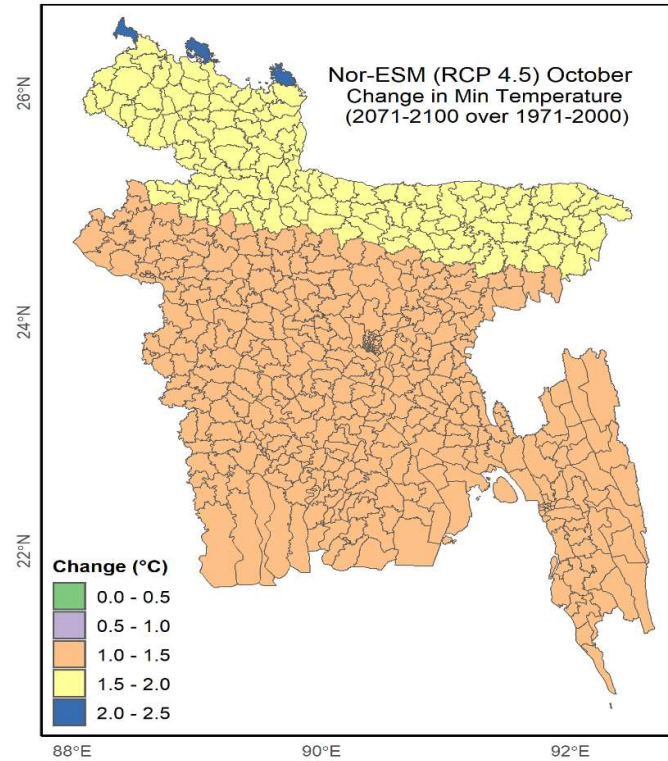 Nor-ESM (RCP 4.5) October
Change in Min Temperature
(2071-2100 over 1971-2000)
26°N
24°N
22°N
Change (°C)
0.0 - 0.5
0.5 - 1.0
1.0 - 1.5
1.5 - 2.0
2.0 - 2.5
88°E
90°E
92°E